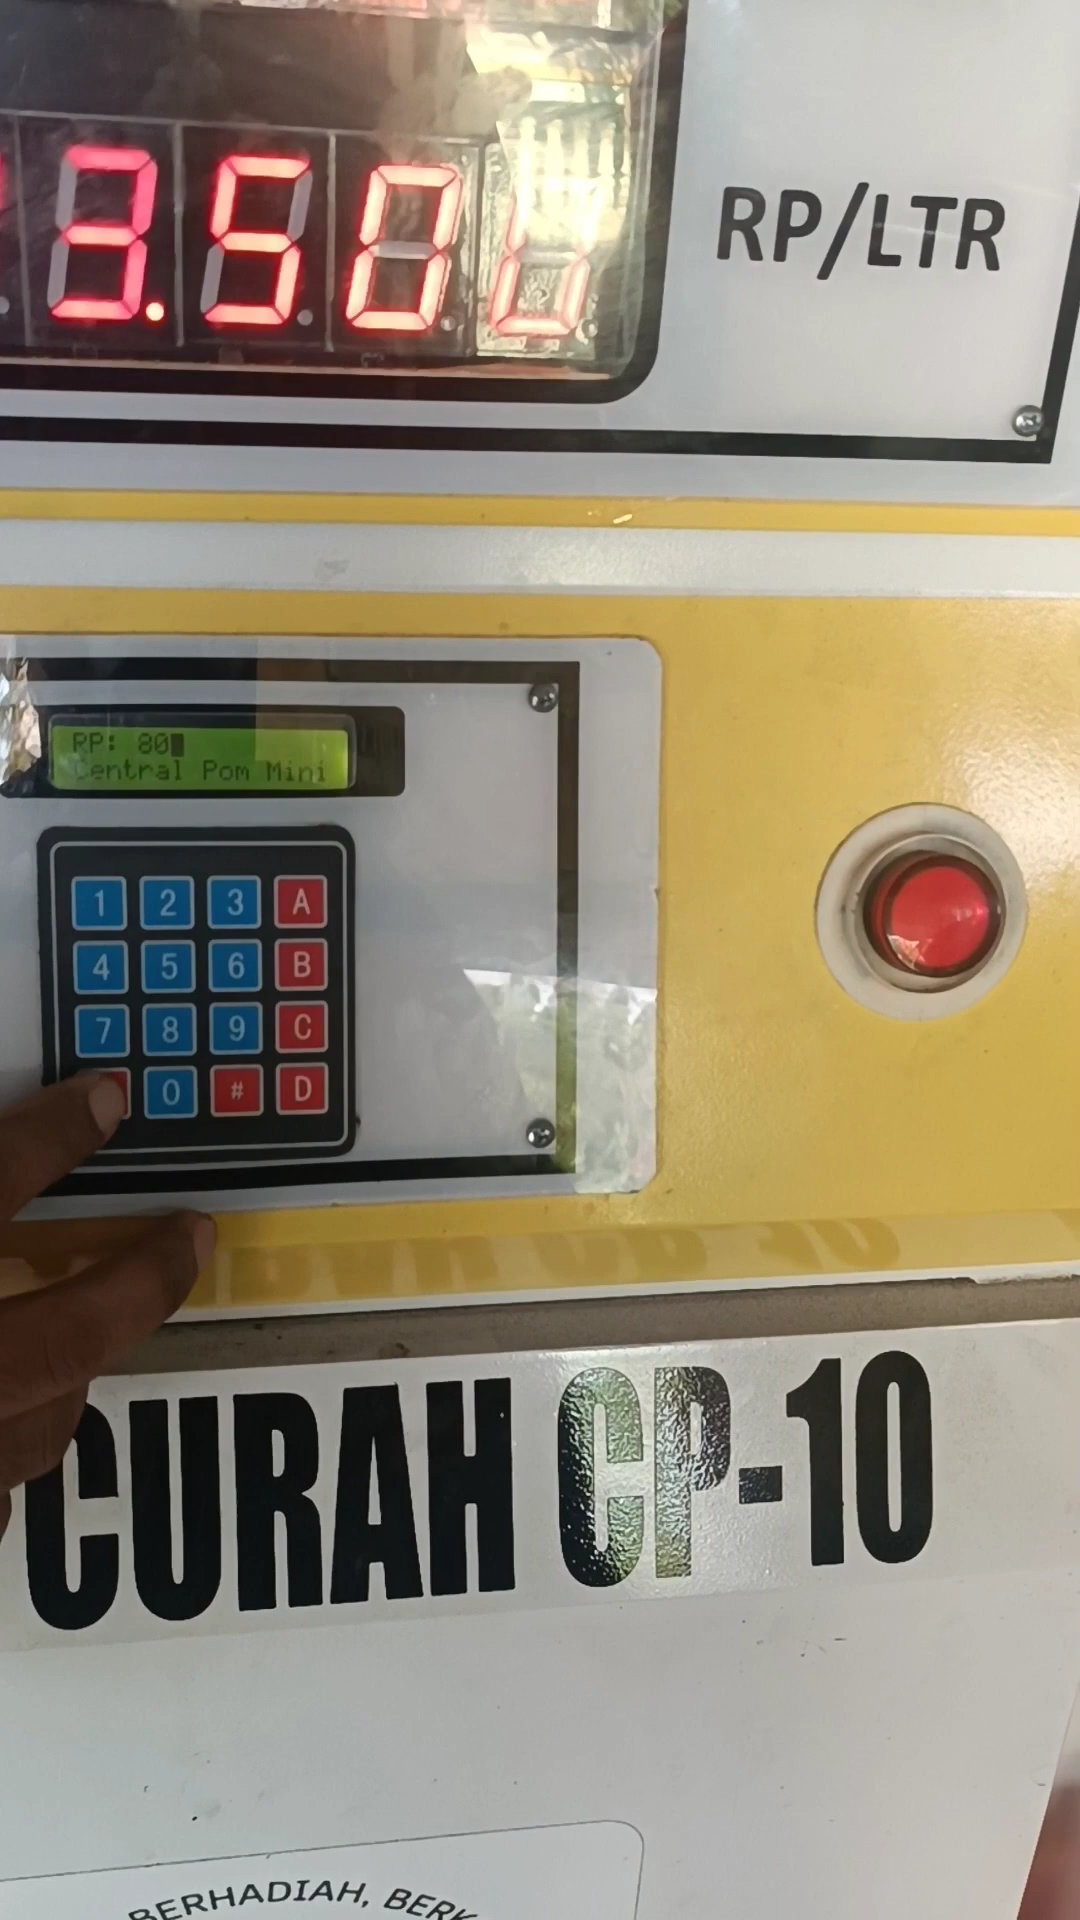 3.500
RP/LTR
RP: 80
Central Pom Mini
1 2 3 A
4 5 6 B
7 8 9 C
0 # D
CURAH CP-10
BERHADIAH,